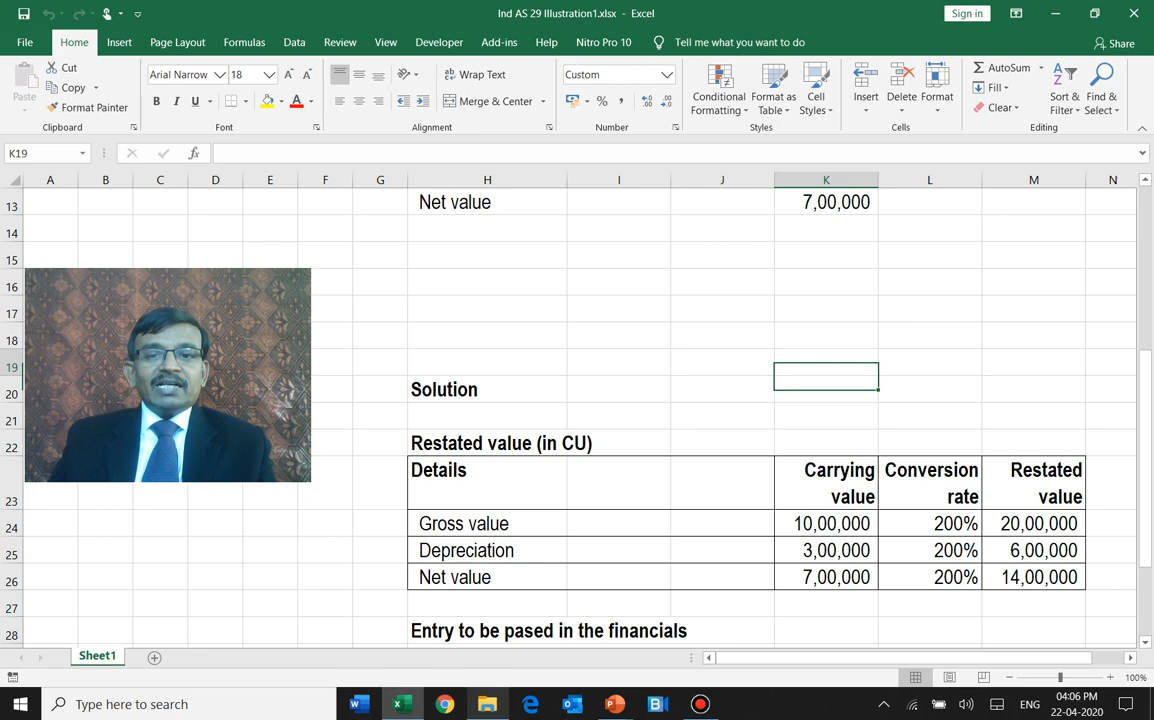 Ind AS 29 Illustration1.xlsx - Excel
Sign in
File Home Insert Page Layout Formulas Data Review View Developer Add-ins Help Nitro Pro 10 Tell me what you want to do Share
Paste
Cut
Copy
Format Painter
Clipboard
Arial Narrow 18
B I U
Font
Wrap Text
Merge & Center
Alignment
Custom
Number
Conditional Formatting
Format as Table
Cell Styles
Styles
Insert Delete Format
Cells
AutoSum
Fill
Clear
Sort & Filter
Find & Select
Editing
K19
fx
A B C D E F G H I J K L M N
13 Net value 7,00,000
14
15
16
17
18
19
20 Solution
21
22 Restated value (in CU)
23 Details Carrying value Conversion rate Restated value
24 Gross value 10,00,000 200% 20,00,000
25 Depreciation 3,00,000 200% 6,00,000
26 Net value 7,00,000 200% 14,00,000
27
28 Entry to be pased in the financials
Sheet1
100%
Type here to search
ENG
04:06 PM
22-04-2020